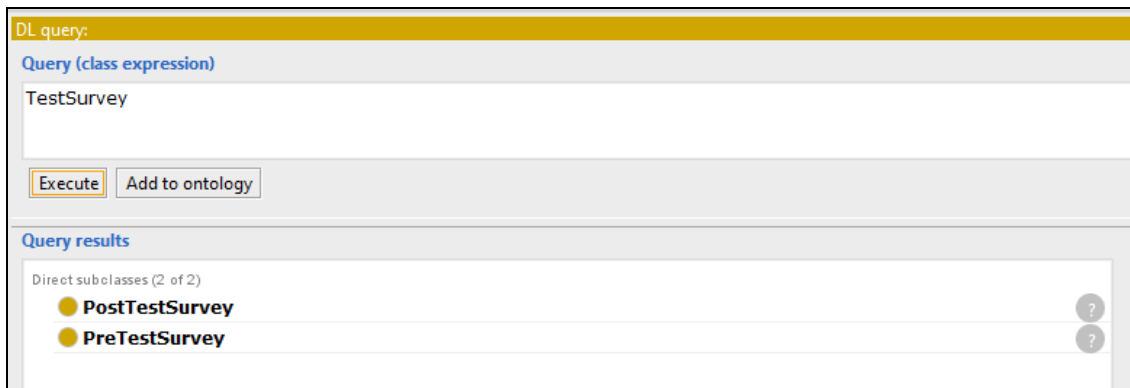 DL query:
Query (class expression)
TestSurvey
Execute Add to ontology
Query results
Direct subclasses (2 of 2)
PostTestSurvey ?
PreTestSurvey ?